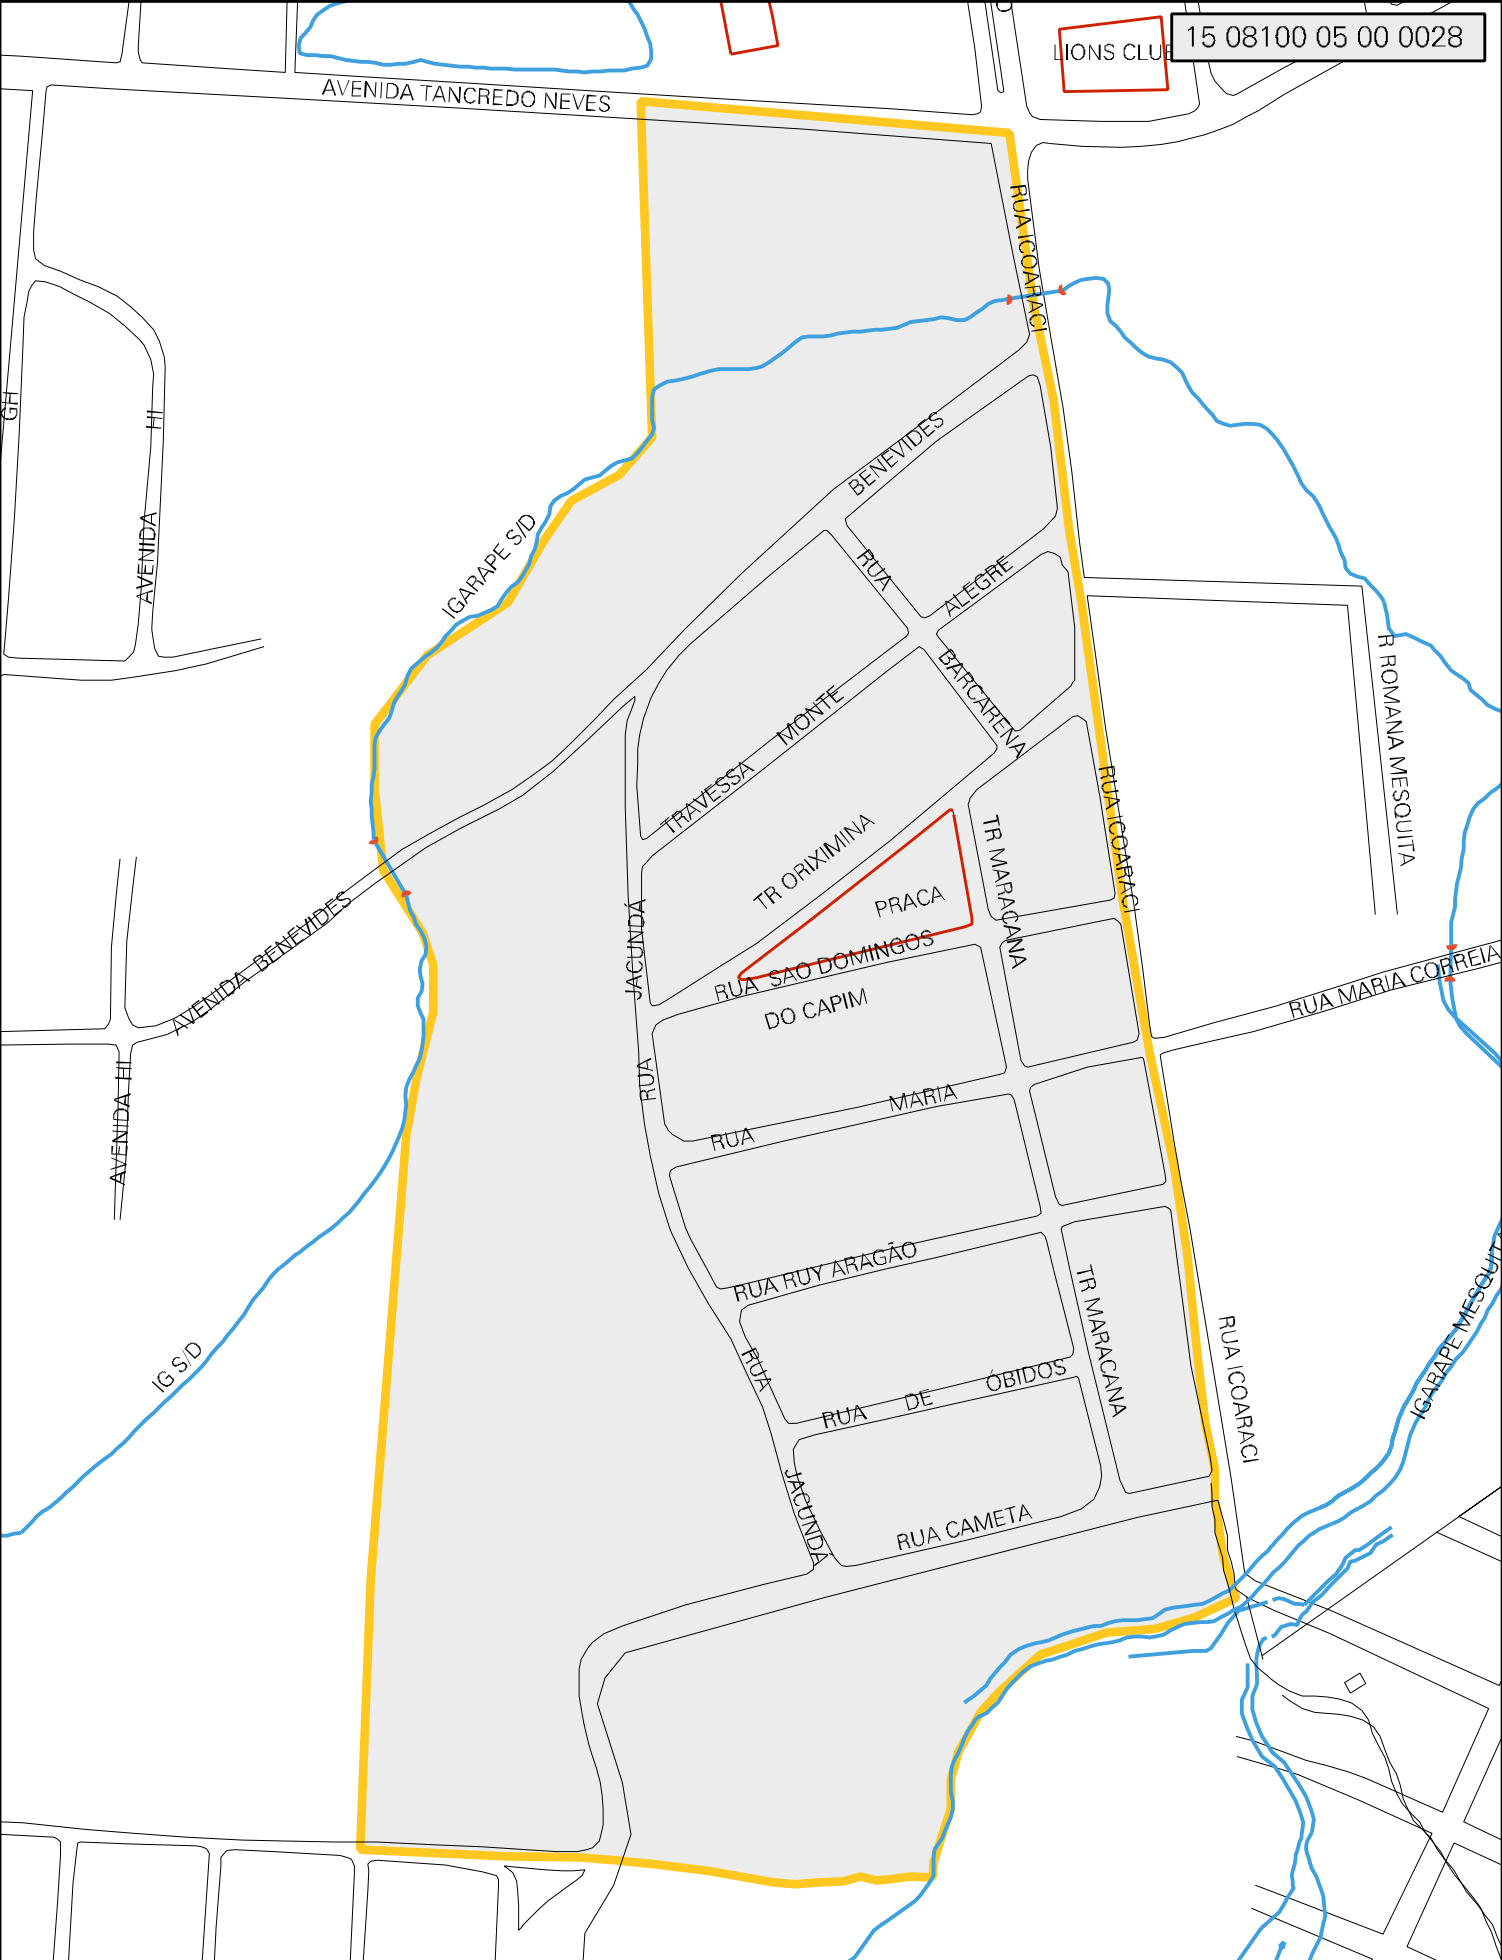 15 08100 05 00 0028
LIONS CLUB
AVENIDA TANCREDO NEVES
RUA ICOARACI
GH
HI
AVENIDA
BENEVIDES
IGARAPE S/D
RUA
ALEGRE
BARCARENA
R ROMANA MESQUITA
MONTE
TRAVESSA
RUA ICOARACI
TR ORIXIMINA
TR MARACANA
PRACA
JACUNDÁ
AVENIDA BENEVIDES
RUA SAO DOMINGOS
DO CAPIM
RUA MARIA CORREIA
RUA
AVENIDA HI
MARIA
RUA
RUA RUY ARAGÃO
TR MARACANA
IGARAPE MESQUITA
RUA ICOARACI
IG S/D
RUA
RUA DE ÓBIDOS
JACUNDÁ
RUA CAMETA